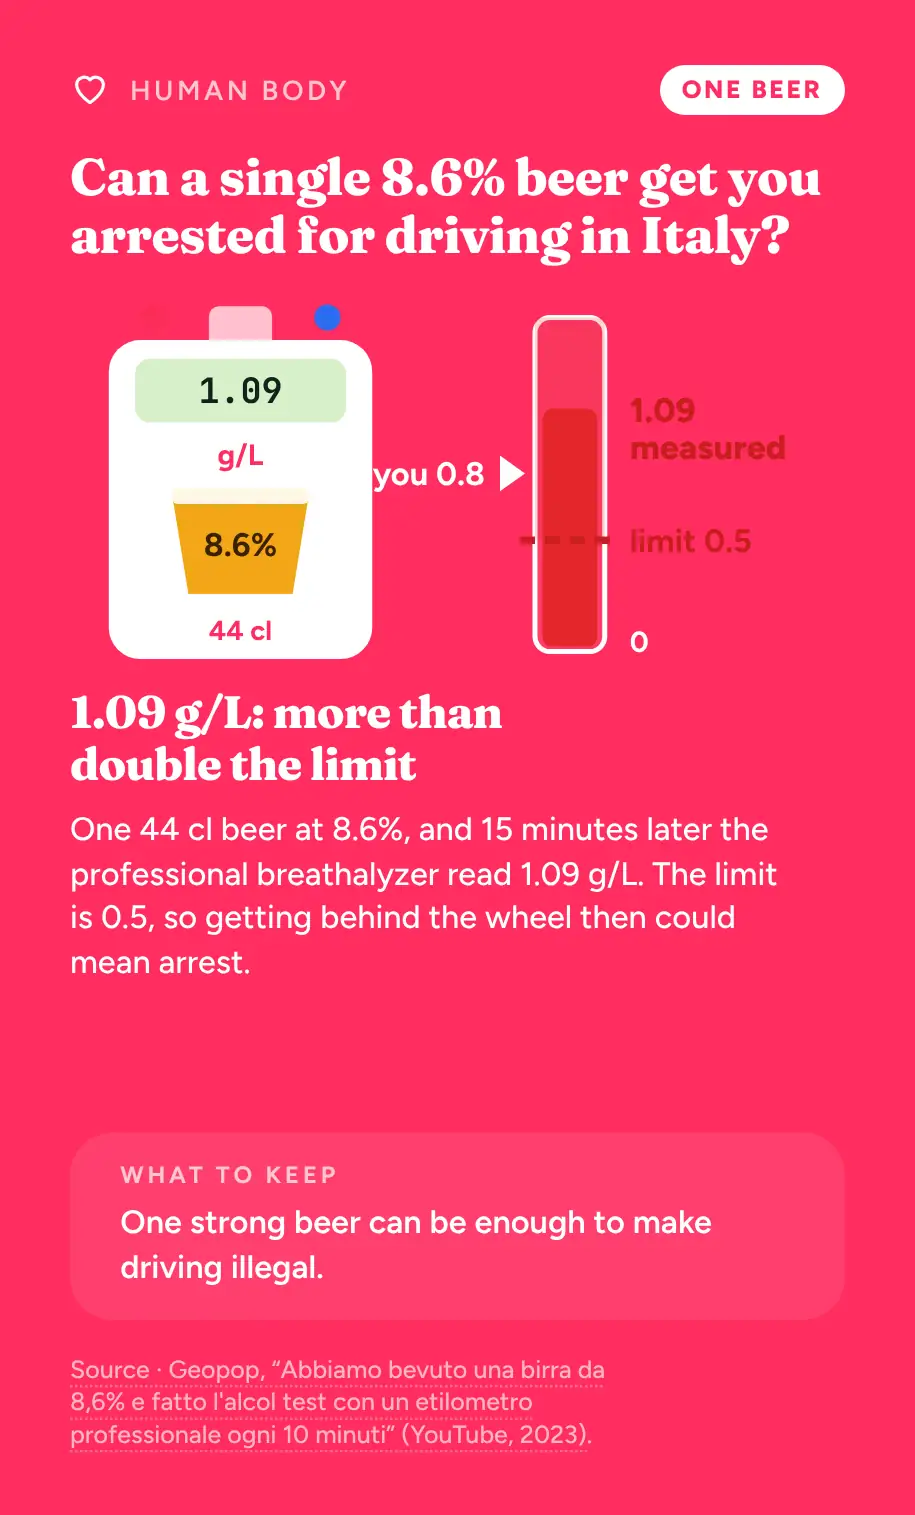 HUMAN BODY
ONE BEER
Can a single 8.6% beer get you
arrested for driving in Italy?
1.09
g/L
8.6%
44 cl
you 0.8
1.09
measured
limit 0.5
0
1.09 g/L: more than
double the limit
One 44 cl beer at 8.6%, and 15 minutes later the
professional breathalyzer read 1.09 g/L. The limit
is 0.5, so getting behind the wheel then could
mean arrest.
WHAT TO KEEP
One strong beer can be enough to make
driving illegal.
Source · Geopop, “Abbiamo bevuto una birra da
8,6% e fatto l'alcol test con un etilometro
professionale ogni 10 minuti” (YouTube, 2023).